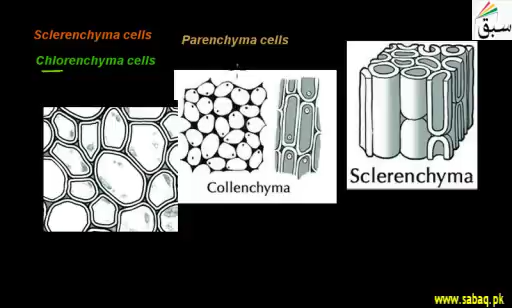 Sclerenchyma cells
Parenchyma cells
سبق
Chlorenchyma cells
Collenchyma
Sclerenchyma
www.sabaq.pk